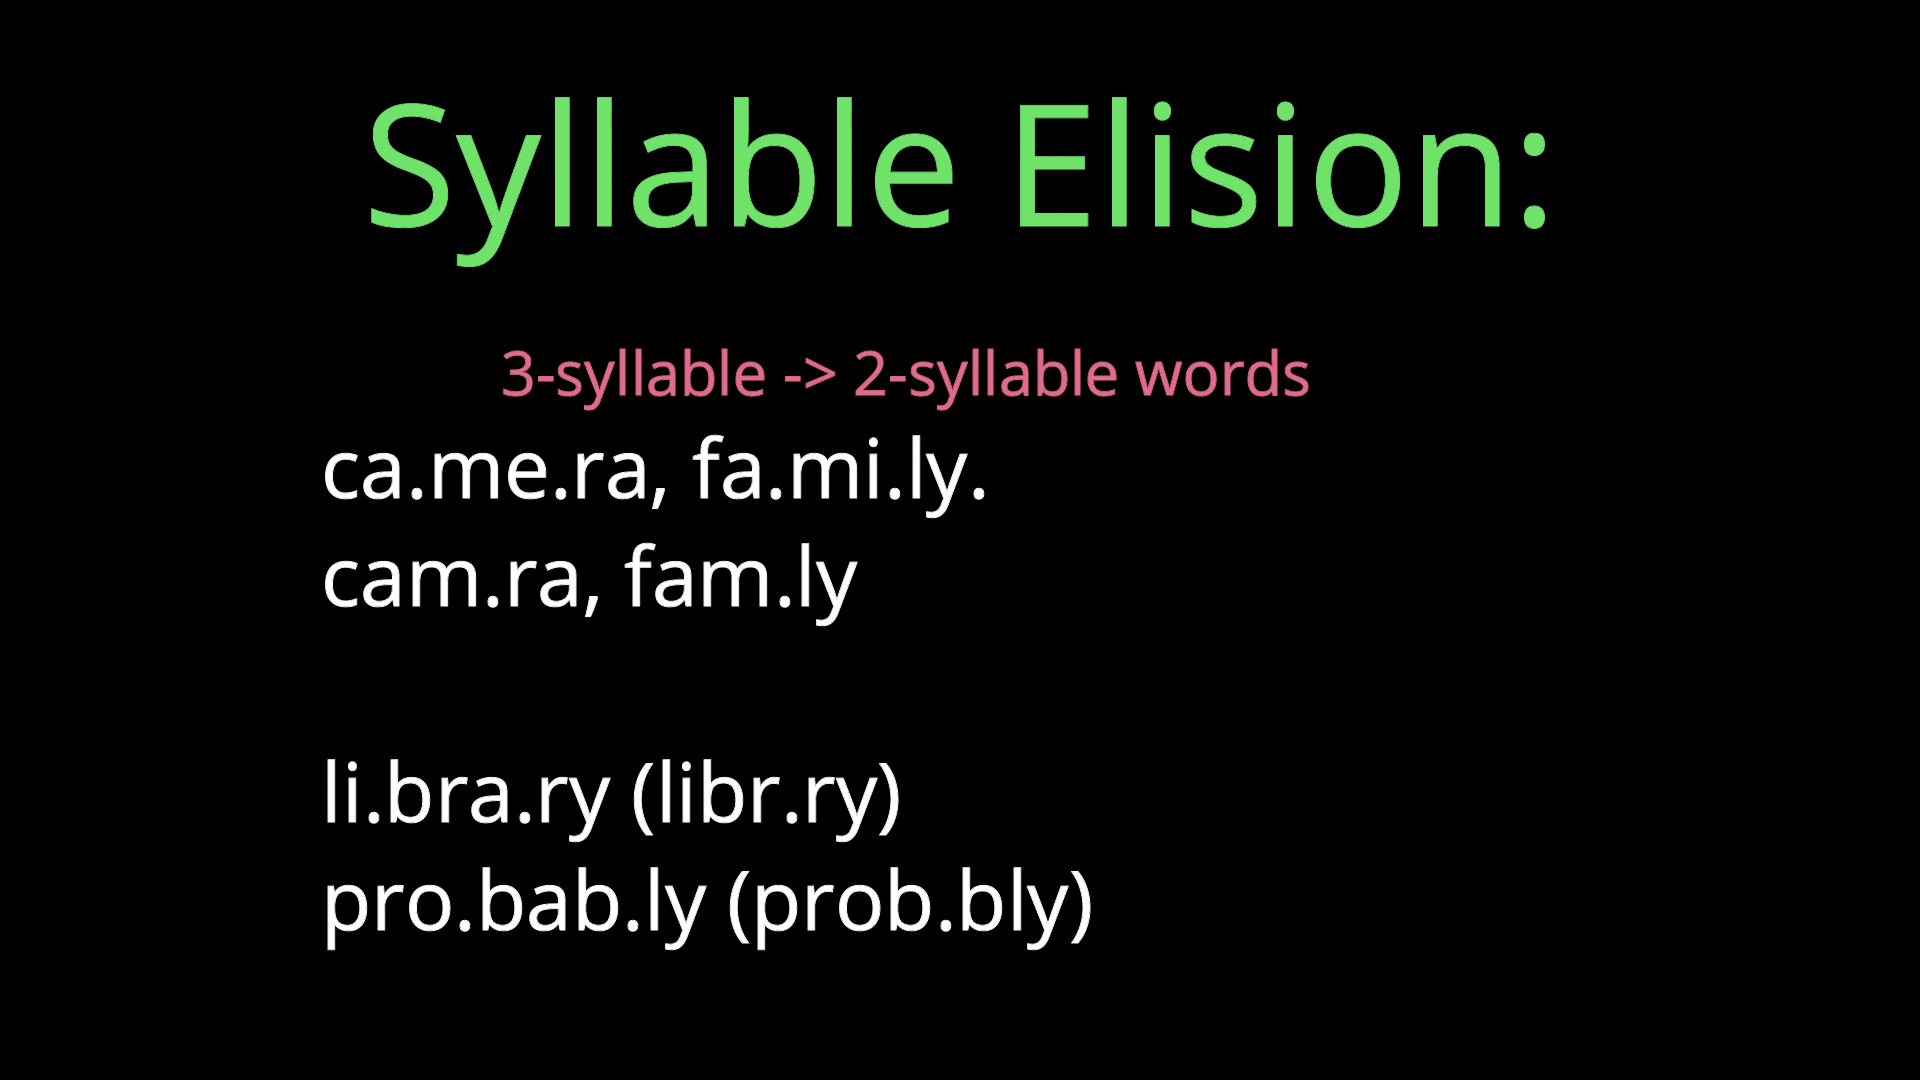 Syllable Elision:
3-syllable -> 2-syllable words
ca.me.ra, fa.mi.ly.
cam.ra, fam.ly
li.bra.ry (libr.ry)
pro.bab.ly (prob.bly)